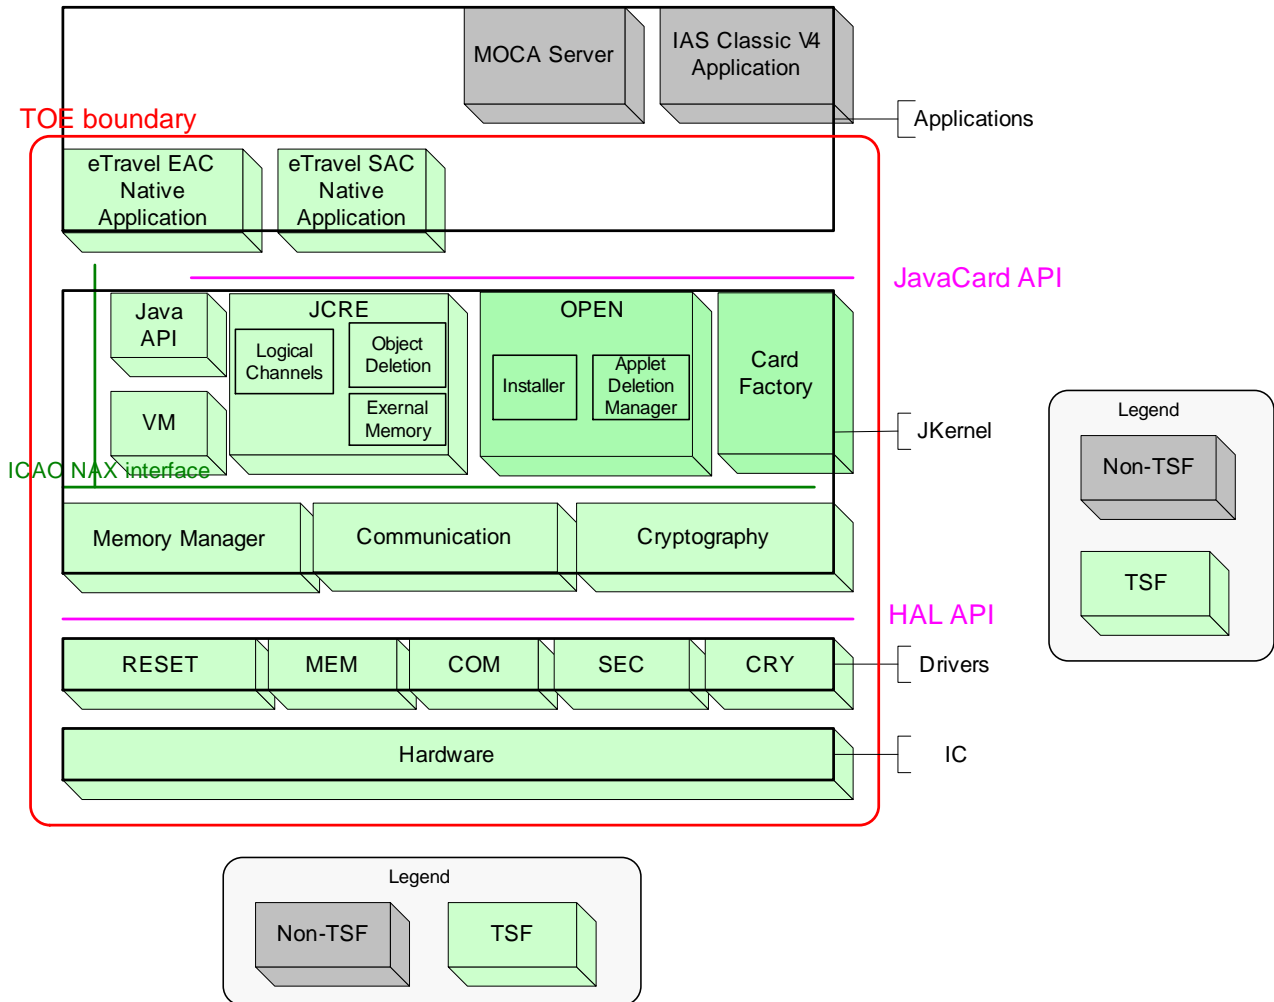 MOCA Server
IAS Classic V4
Application
Applications
TOE boundary
eTravel EAC
Native
Application
eTravel SAC
Native
Application
JavaCard API
Java
API
JCRE
Logical
Channels
Object
Deletion
Exernal
Memory
OPEN
Installer
Applet
Deletion
Manager
Card
Factory
VM
JKernel
ICAO NAX interface
Memory Manager
Communication
Cryptography
HAL API
RESET
MEM
COM
SEC
CRY
Drivers
Hardware
IC
Legend
Non-TSF
TSF
Legend
Non-TSF
TSF